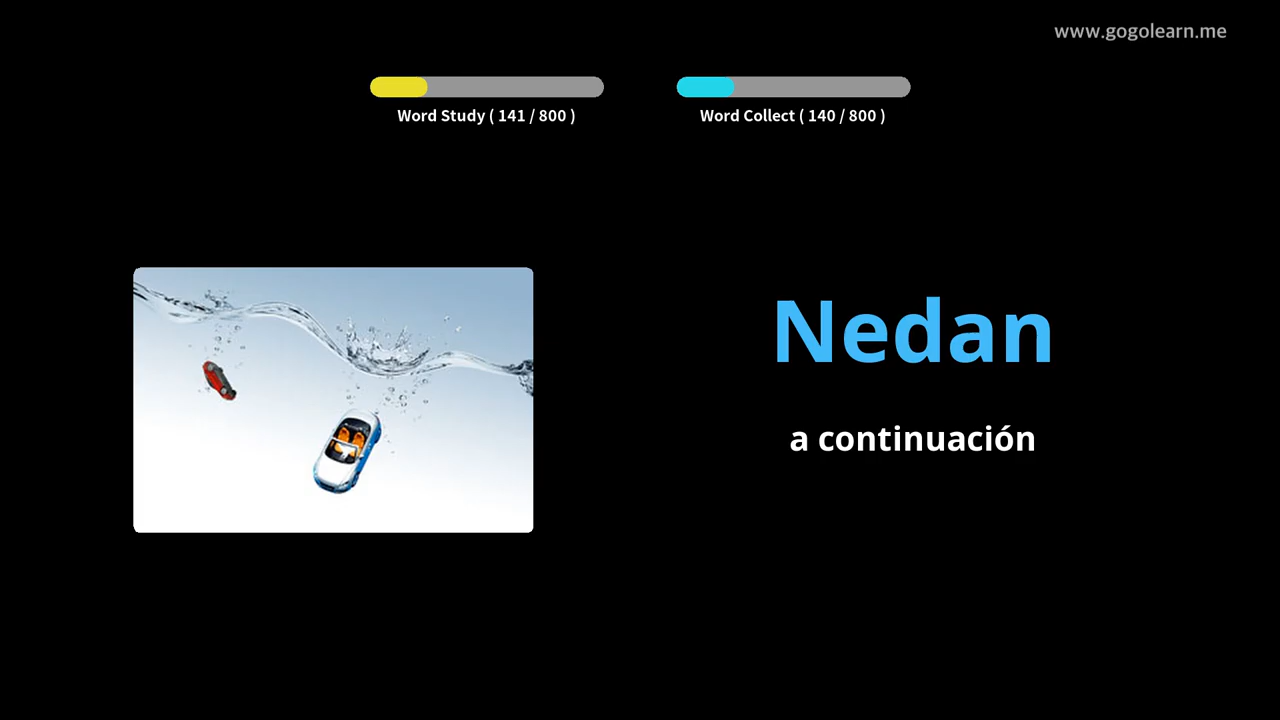 www.gogolearn.me
Word Study ( 141 / 800 )
Word Collect ( 140 / 800 )
Nedan
a continuación